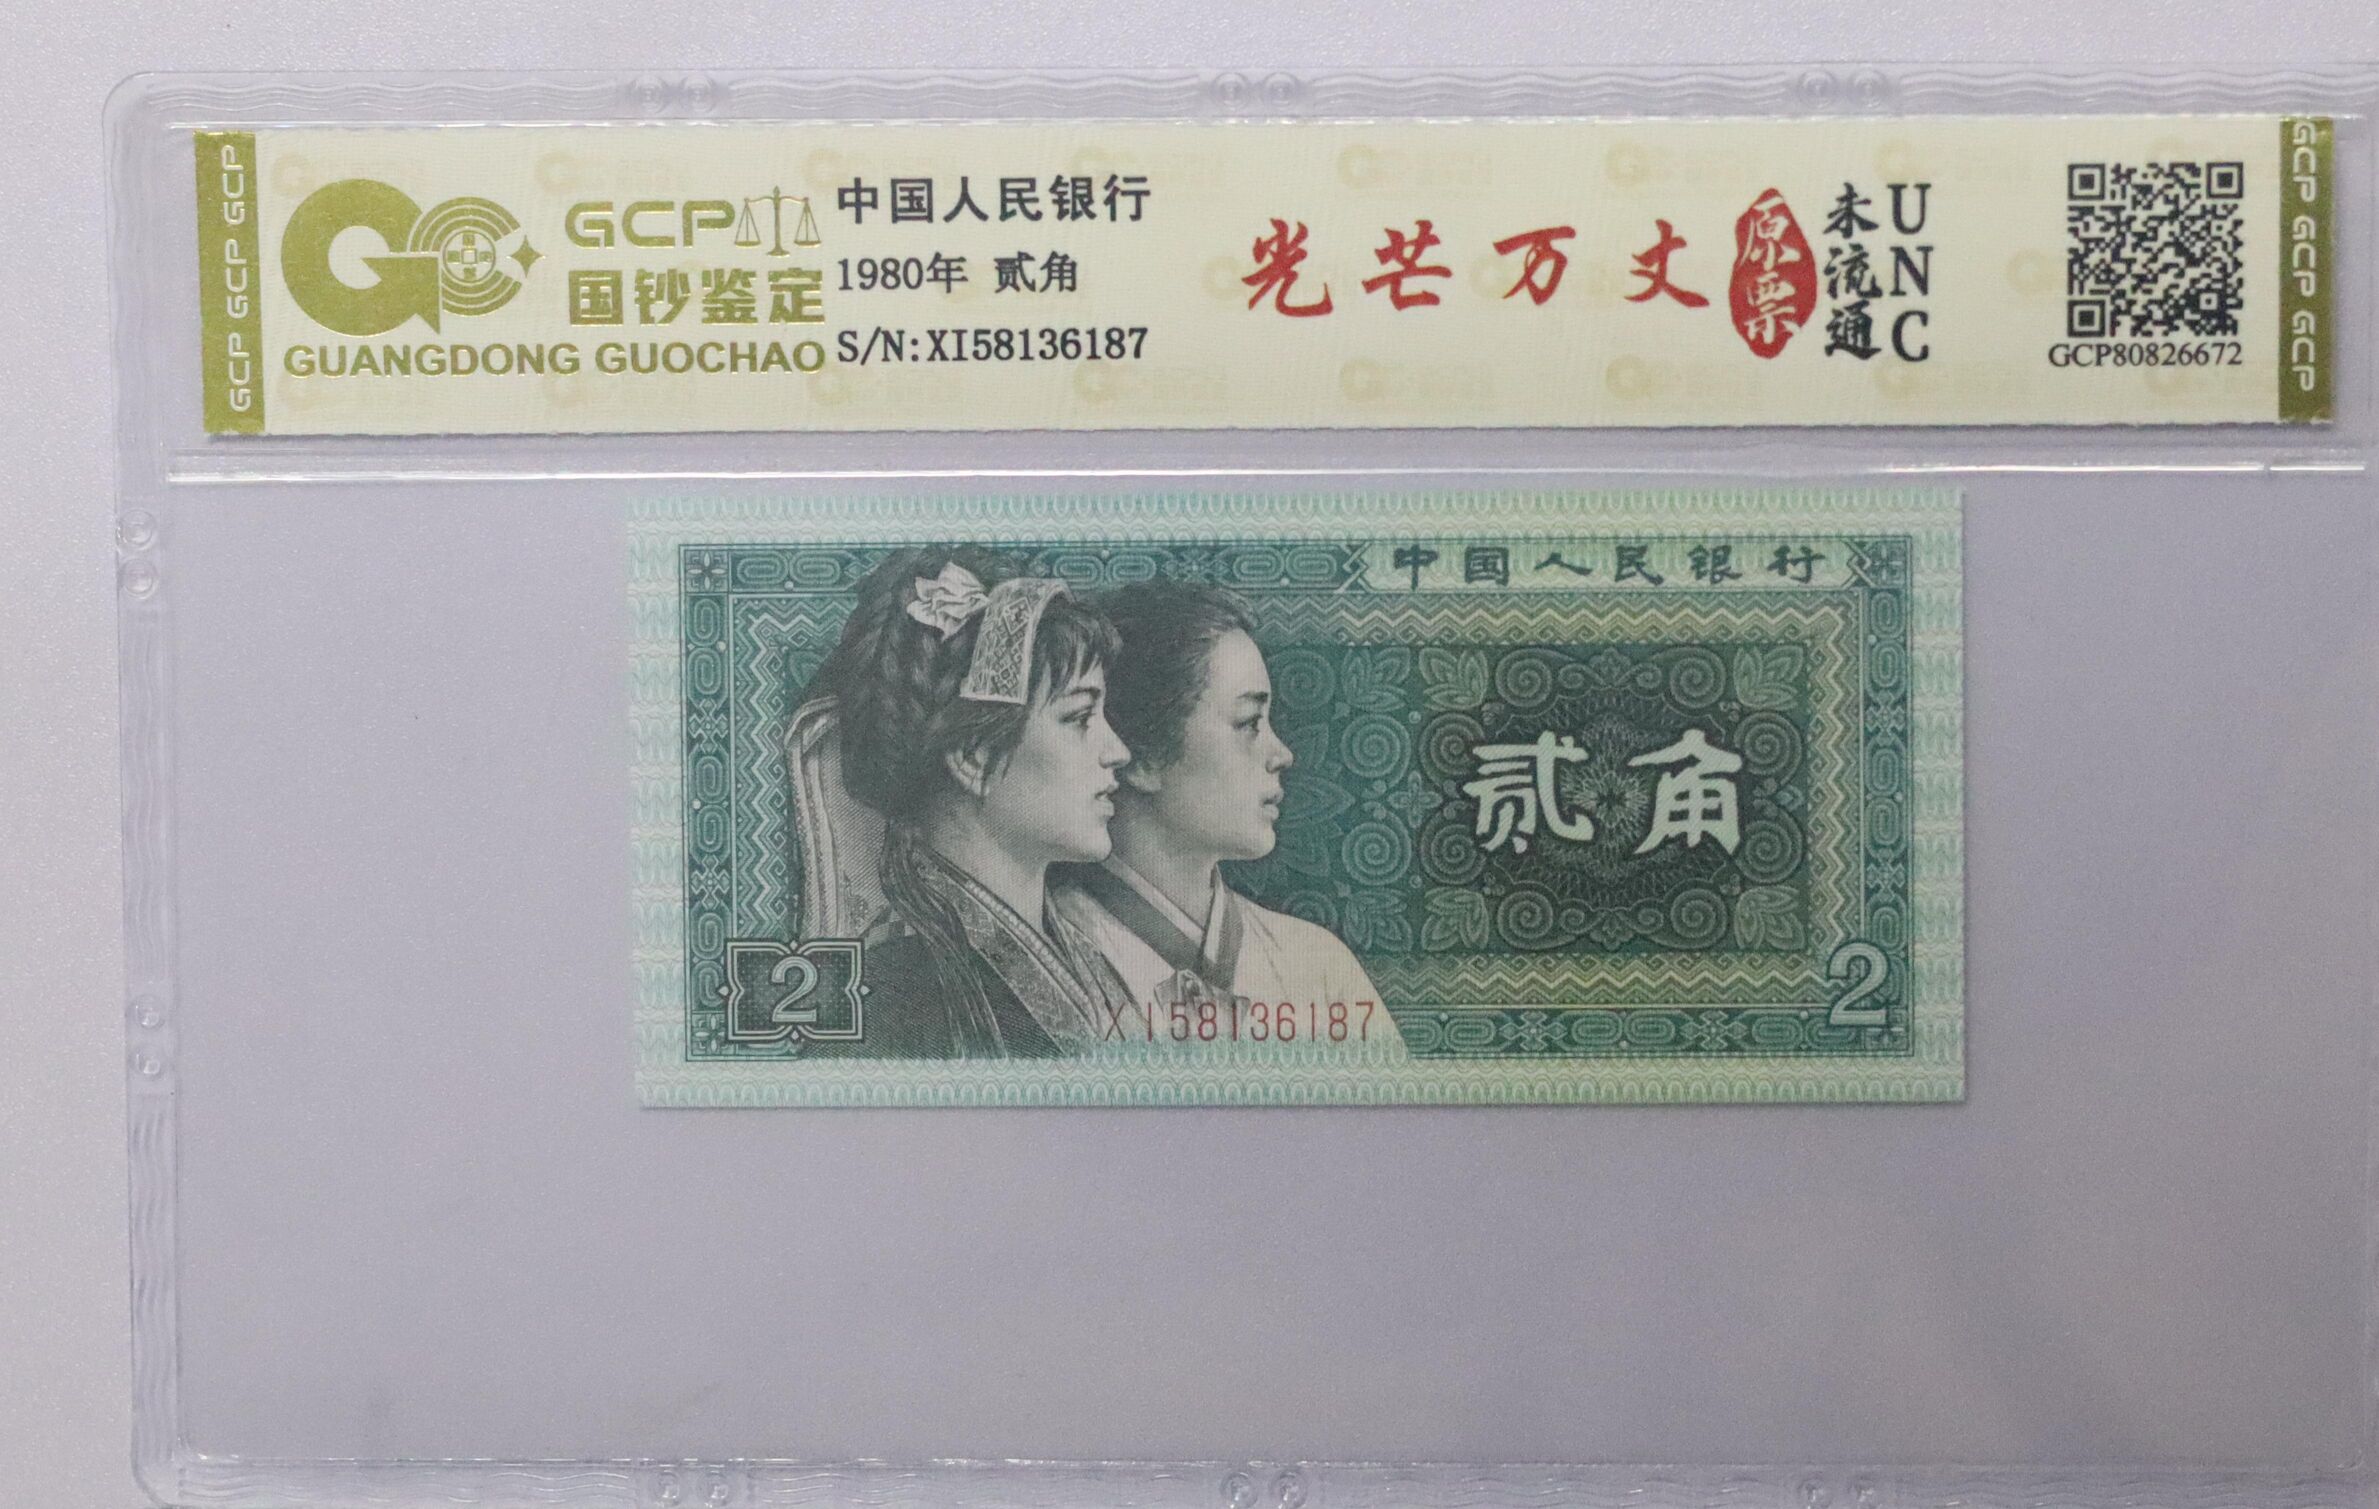 GCP GCP GCP
GCP
国钞鉴定
GUANGDONG GUOCHAO
中国人民银行
1980年 贰角
S/N:XI58136187
光芒万丈
原票
未流通
UNC
GCP80826672
GCP GCP GCP
中国人民银行
贰角
2
XI58136187
2